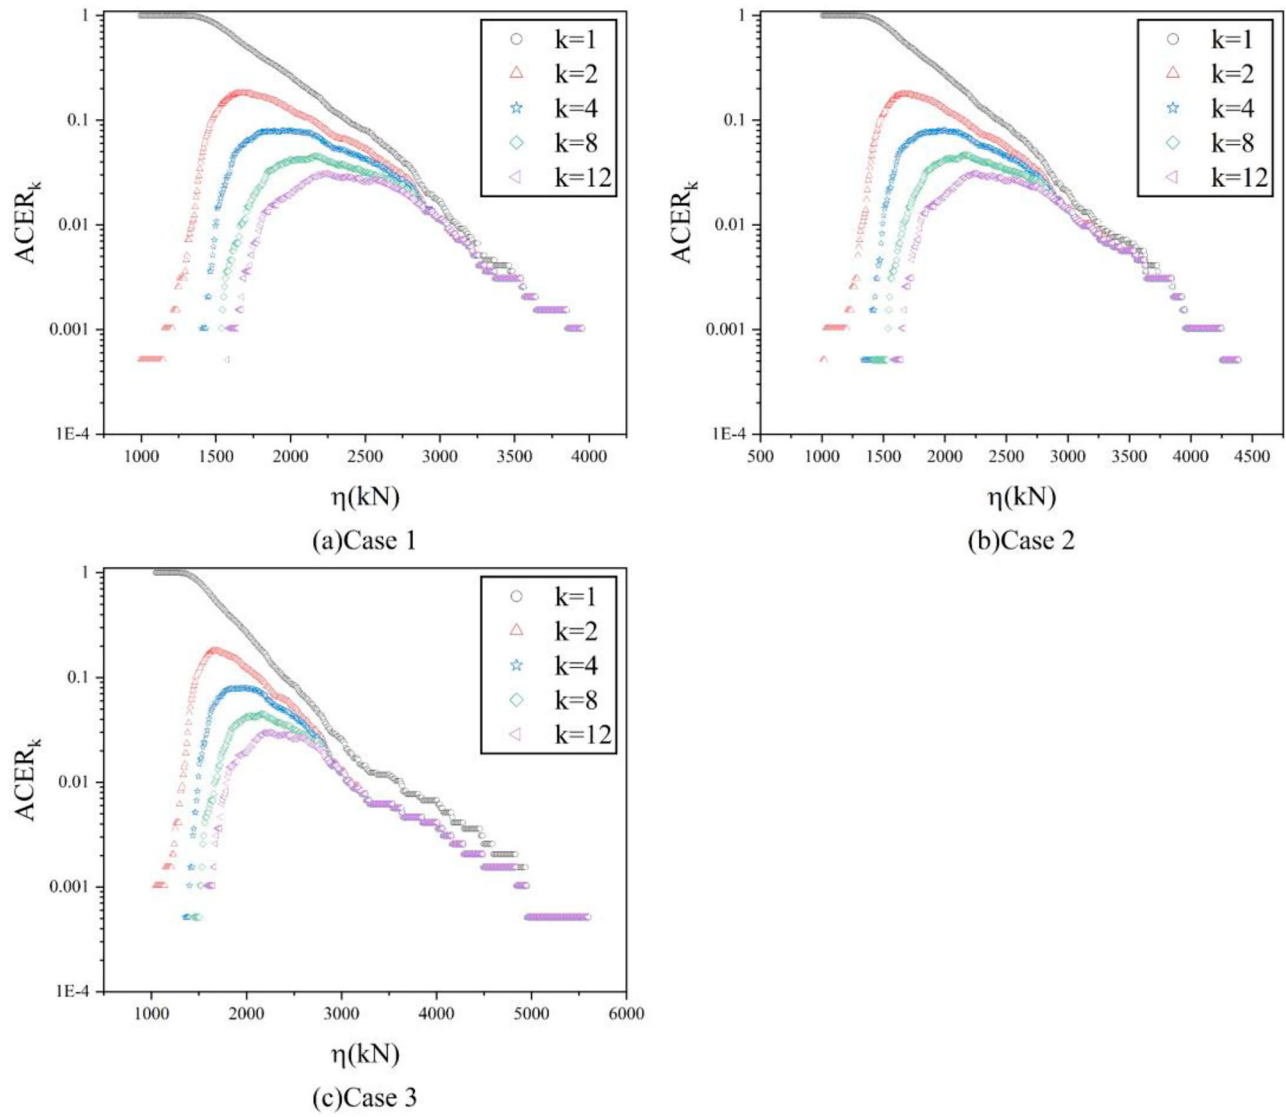 1
0.1
0.01
0.001
1E-4
ACERₖ
k=1
k=2
k=4
k=8
k=12
1000 1500 2000 2500 3000 3500 4000
η(kN)
(a)Case 1
1
0.1
0.01
0.001
1E-4
ACERₖ
k=1
k=2
k=4
k=8
k=12
500 1000 1500 2000 2500 3000 3500 4000 4500
η(kN)
(b)Case 2
1
0.1
0.01
0.001
1E-4
ACERₖ
k=1
k=2
k=4
k=8
k=12
1000 2000 3000 4000 5000 6000
η(kN)
(c)Case 3